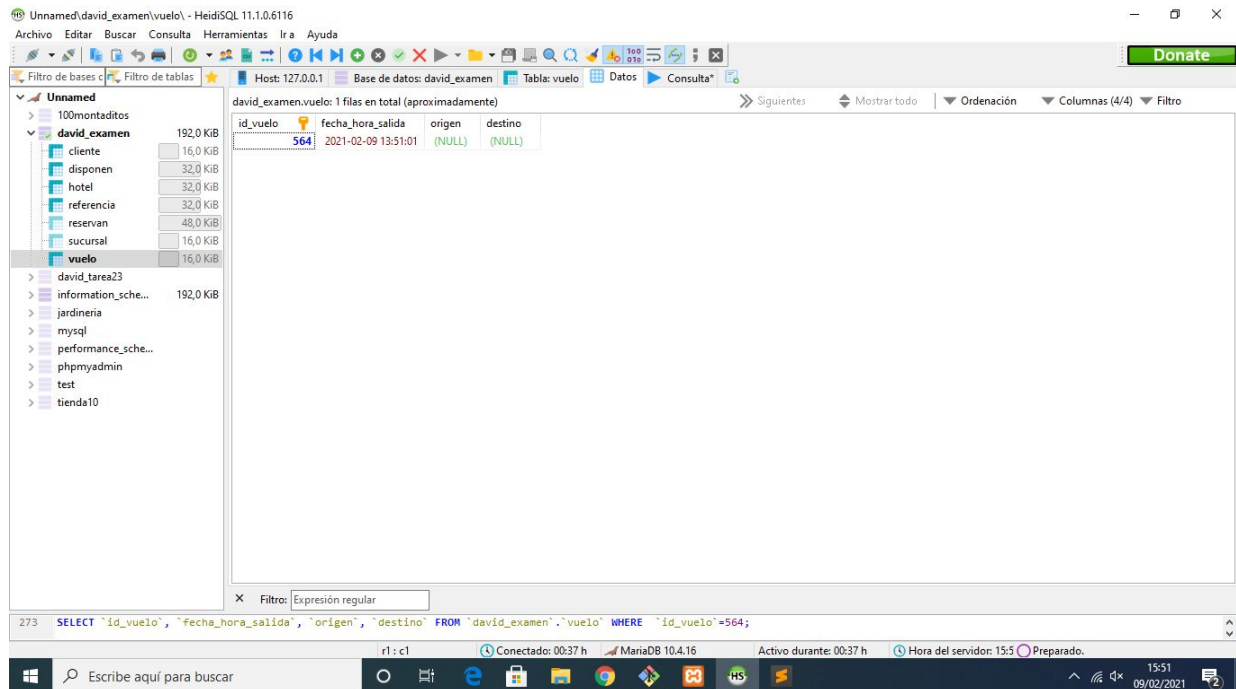 Unnamed\david_examen\vuelo\ - HeidiSQL 11.1.0.6116
Archivo Editar Buscar Consulta Herramientas Ir a Ayuda
Donate
Filtro de bases c Filtro de tablas
Host: 127.0.0.1 Base de datos: david_examen Tabla: vuelo Datos Consulta*
Unnamed
100montaditos
david_examen 192,0 KiB
cliente 16,0 KiB
disponen 32,0 KiB
hotel 32,0 KiB
referencia 32,0 KiB
reservan 48,0 KiB
sucursal 16,0 KiB
vuelo 16,0 KiB
david_tarea23
information_sche... 192,0 KiB
jardineria
mysql
performance_sche...
phpmyadmin
test
tienda10
david_examen.vuelo: 1 filas en total (aproximadamente) Siguientes Mostrar todo Ordenación Columnas (4/4) Filtro
id_vuelo fecha_hora_salida origen destino
564 2021-02-09 13:51:01 (NULL) (NULL)
Filtro: Expresión regular
273 SELECT `id_vuelo`, `fecha_hora_salida`, `origen`, `destino` FROM `david_examen`.`vuelo` WHERE `id_vuelo`=564;
r1 : c1 Conectado: 00:37 h MariaDB 10.4.16 Activo durante: 00:37 h Hora del servidor: 15:5 Preparado.
Escribe aquí para buscar
HS
15:51
09/02/2021
2